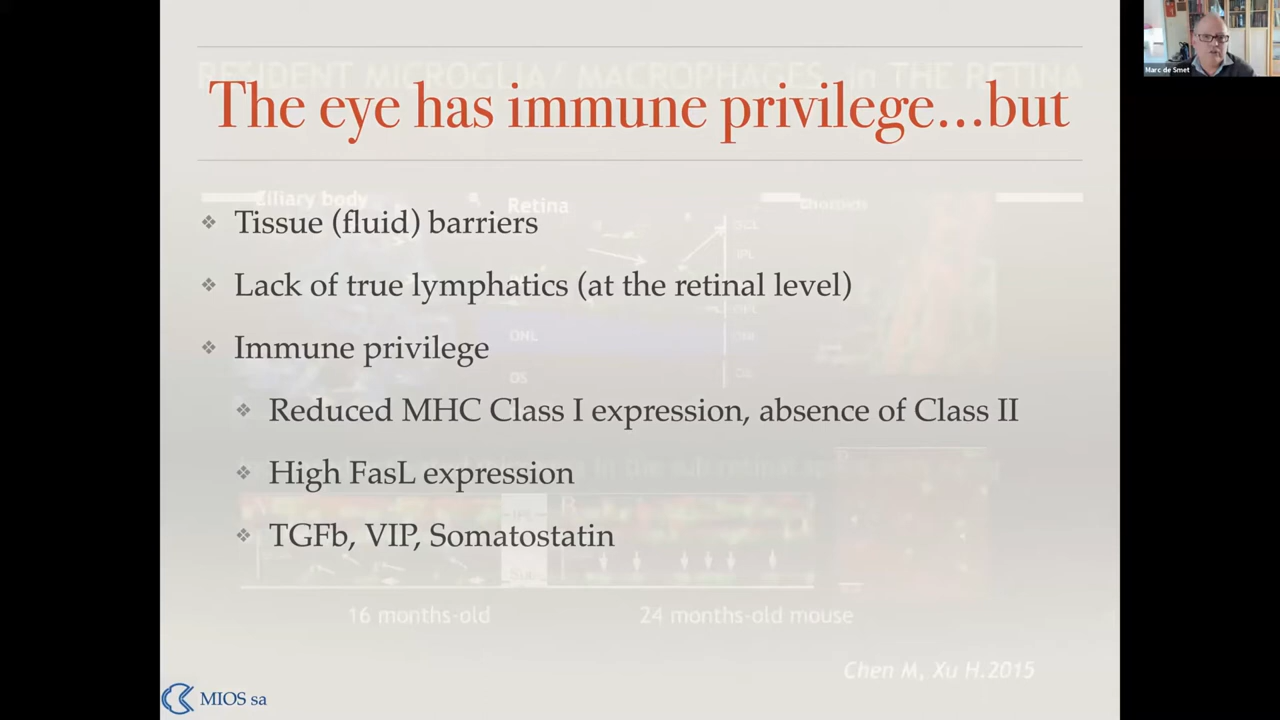 Marc de Smet
RESIDENT MICROGLIA/ MACROPHAGES in THE RETINA
The eye has immune privilege...but
Ciliary body
Retina
❖ Tissue (fluid) barriers
❖ Lack of true lymphatics (at the retinal level)
ONL
❖ Immune privilege
OS
❖ Reduced MHC Class I expression, absence of Class II
❖ High FasL expression
❖ TGFb, VIP, Somatostatin
16 months-old
24 months-old mouse
Chen M, Xu H.2015
MIOS sa